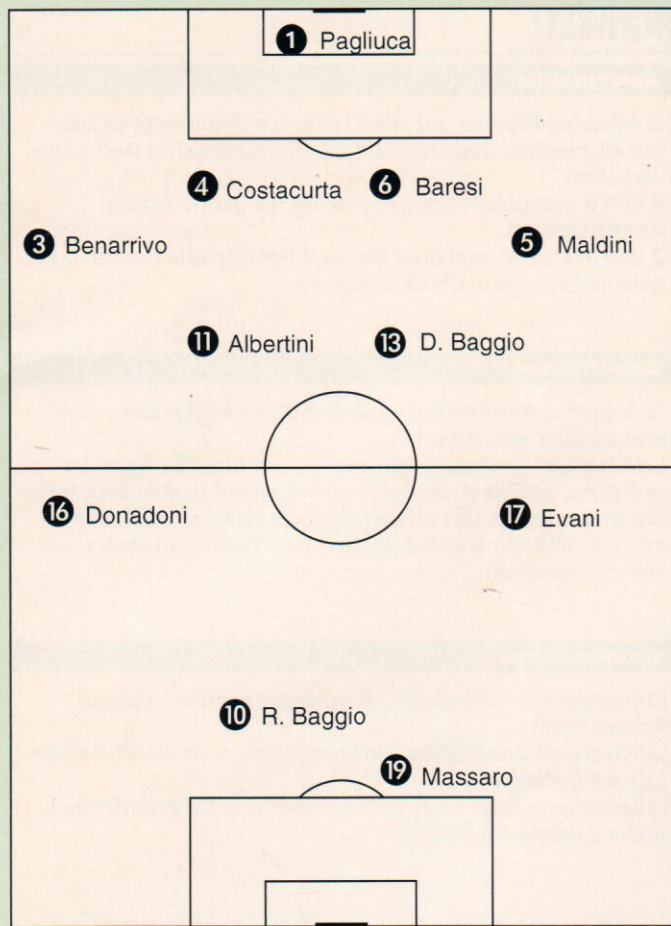 1 Pagliuca
4 Costacurta 6 Baresi
3 Benarrivo 5 Maldini
11 Albertini 13 D. Baggio
16 Donadoni 17 Evani
10 R. Baggio
19 Massaro